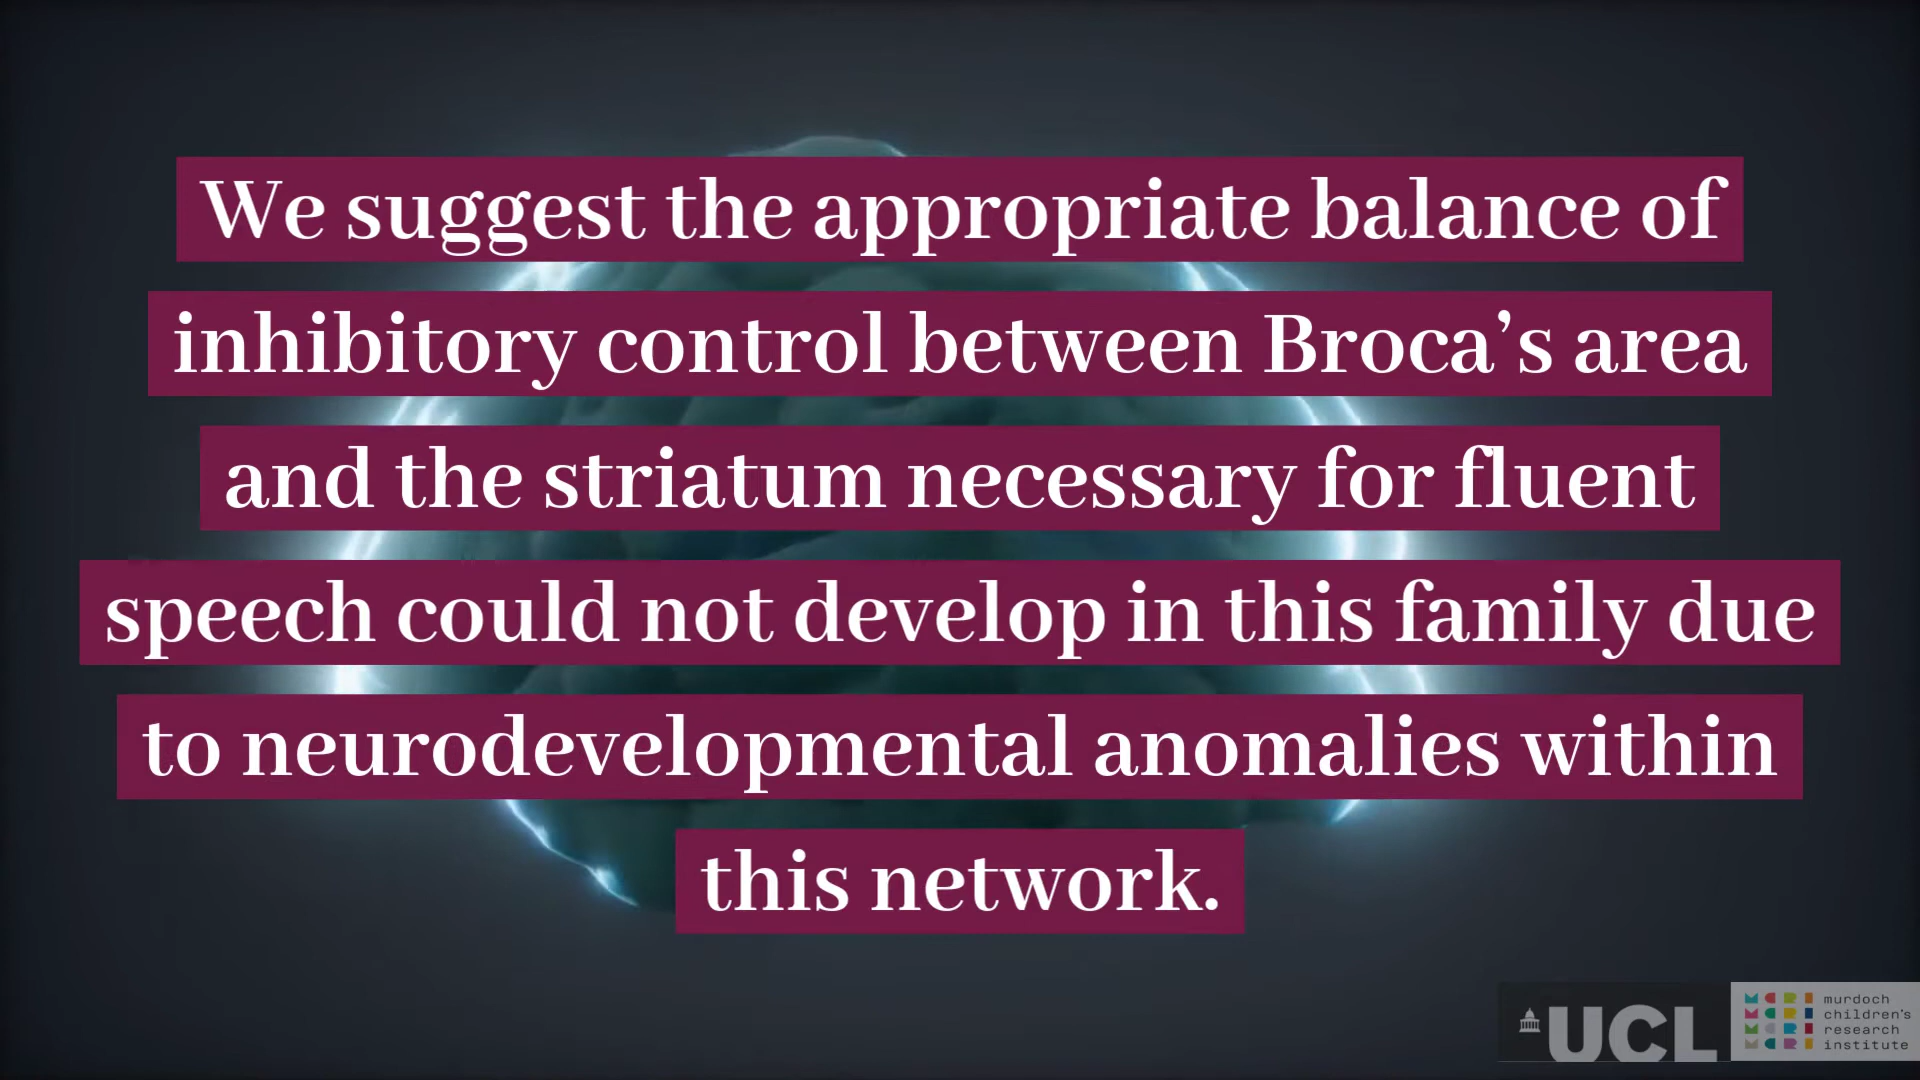 We suggest the appropriate balance of
inhibitory control between Broca’s area
and the striatum necessary for fluent
speech could not develop in this family due
to neurodevelopmental anomalies within
this network.
UCL
murdoch
children's
research
institute